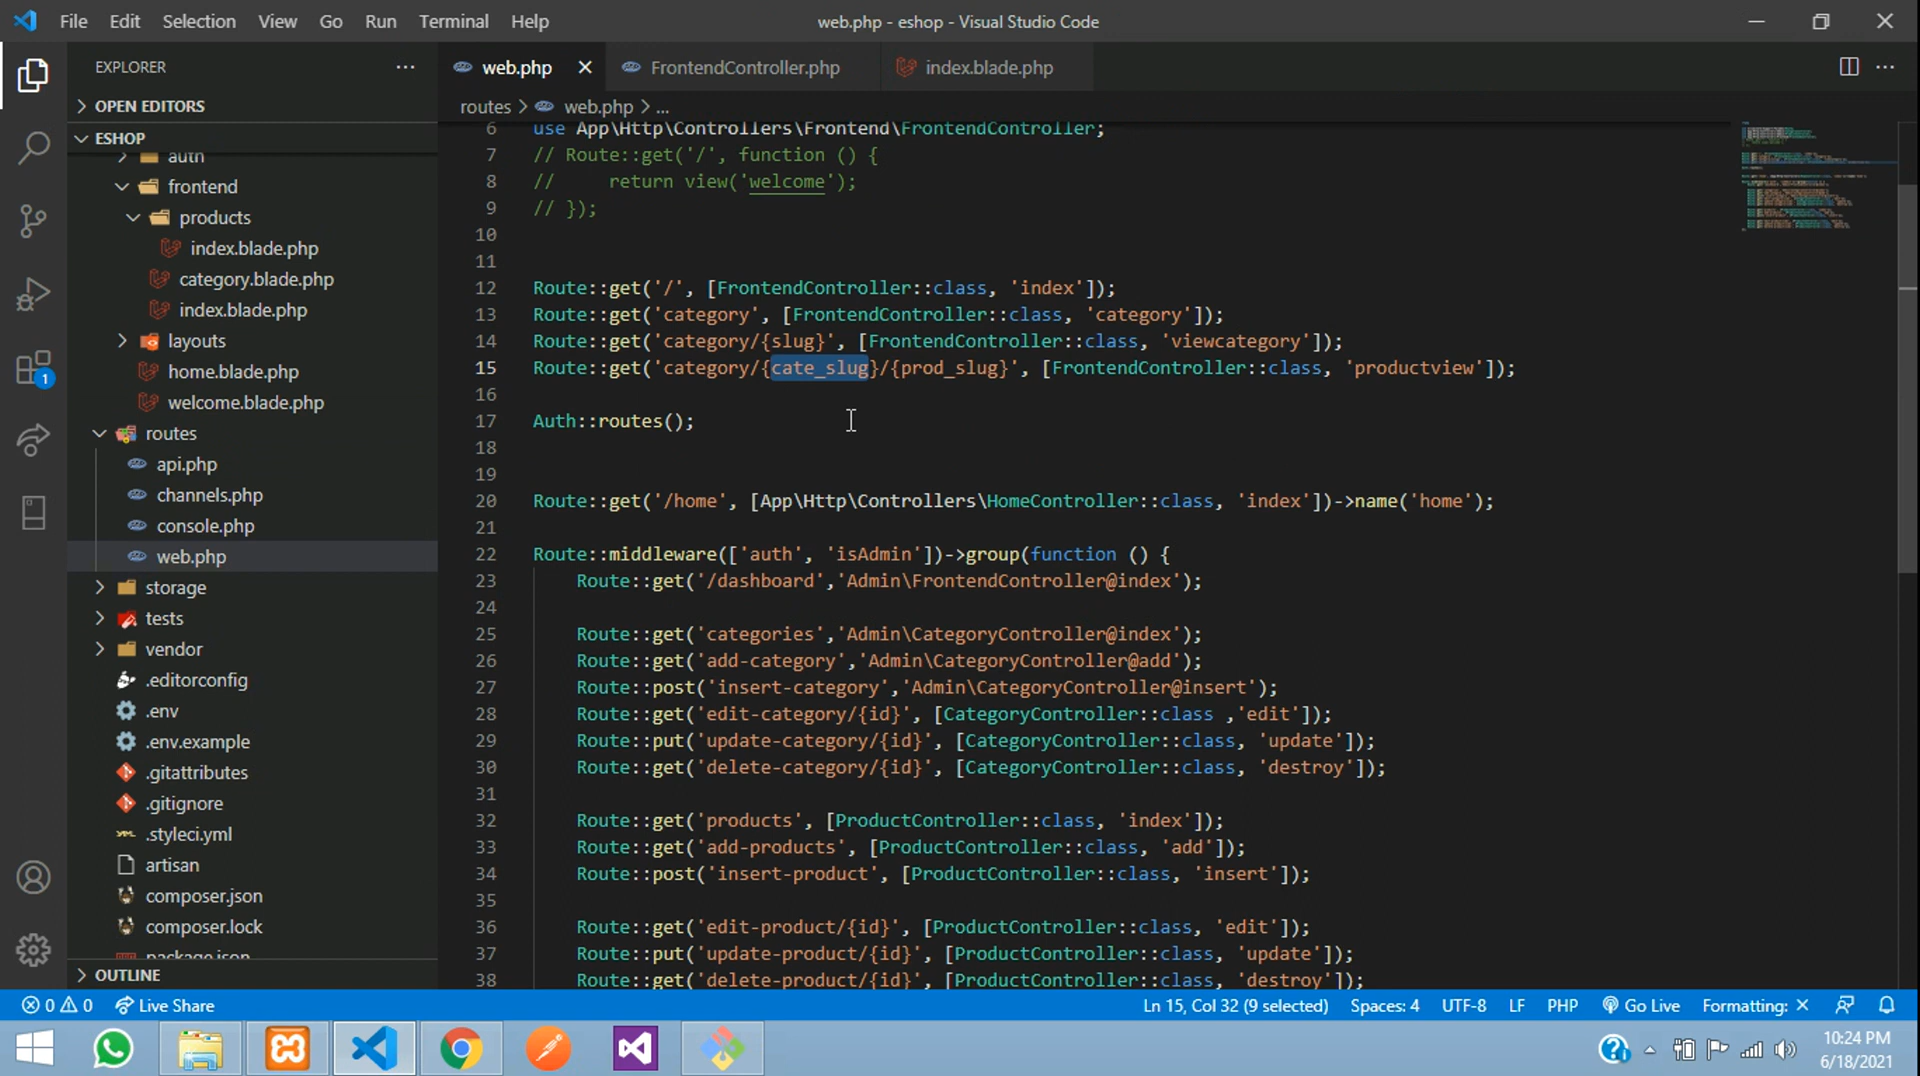 File Edit Selection View Go Run Terminal Help
web.php - eshop - Visual Studio Code
EXPLORER
OPEN EDITORS
ESHOP
auth
frontend
products
index.blade.php
category.blade.php
index.blade.php
layouts
home.blade.php
welcome.blade.php
routes
api.php
channels.php
console.php
web.php
storage
tests
vendor
.editorconfig
.env
.env.example
.gitattributes
.gitignore
.styleci.yml
artisan
composer.json
composer.lock
package.json
OUTLINE
1
web.php FrontendController.php index.blade.php
routes > web.php > ...
6 use App\Http\Controllers\Frontend\FrontendController;
7 // Route::get('/', function () {
8 //     return view('welcome');
9 // });
10
11
12 Route::get('/', [FrontendController::class, 'index']);
13 Route::get('category', [FrontendController::class, 'category']);
14 Route::get('category/{slug}', [FrontendController::class, 'viewcategory']);
15 Route::get('category/{cate_slug}/{prod_slug}', [FrontendController::class, 'productview']);
16
17 Auth::routes();
18
19
20 Route::get('/home', [App\Http\Controllers\HomeController::class, 'index'])->name('home');
21
22 Route::middleware(['auth', 'isAdmin'])->group(function () {
23     Route::get('/dashboard','Admin\FrontendController@index');
24
25     Route::get('categories','Admin\CategoryController@index');
26     Route::get('add-category','Admin\CategoryController@add');
27     Route::post('insert-category','Admin\CategoryController@insert');
28     Route::get('edit-category/{id}', [CategoryController::class ,'edit']);
29     Route::put('update-category/{id}', [CategoryController::class, 'update']);
30     Route::get('delete-category/{id}', [CategoryController::class, 'destroy']);
31
32     Route::get('products', [ProductController::class, 'index']);
33     Route::get('add-products', [ProductController::class, 'add']);
34     Route::post('insert-product', [ProductController::class, 'insert']);
35
36     Route::get('edit-product/{id}', [ProductController::class, 'edit']);
37     Route::put('update-product/{id}', [ProductController::class, 'update']);
38     Route::get('delete-product/{id}', [ProductController::class, 'destroy']);
0 0 Live Share
Ln 15, Col 32 (9 selected) Spaces: 4 UTF-8 LF PHP Go Live Formatting: ×
10:24 PM
6/18/2021